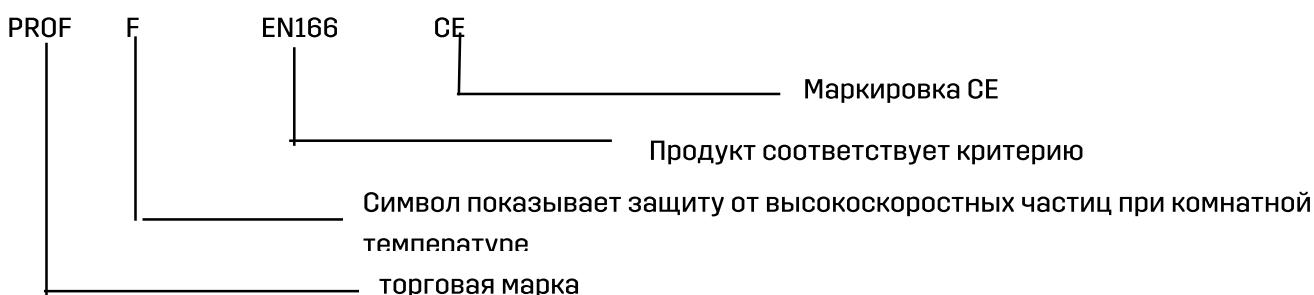 PROF F EN166 CE
Маркировка CE
Продукт соответствует критерию
Символ показывает защиту от высокоскоростных частиц при комнатной
температуре
торговая марка